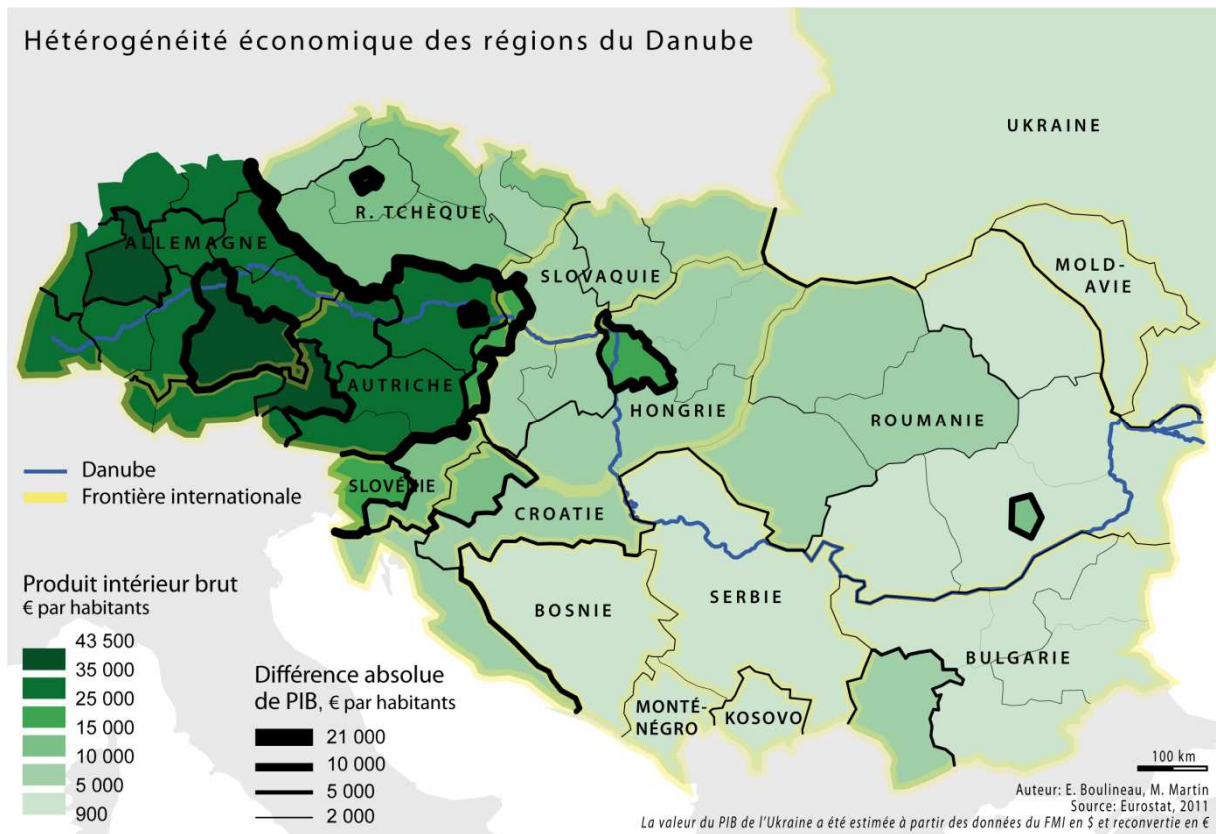 Hétérogénéité économique des régions du Danube
UKRAINE
R. TCHÈQUE
ALLEMAGNE
SLOVAQUIE
MOLD-
AVIE
AUTRICHE
HONGRIE
ROUMANIE
Danube
Frontière internationale
SLOVÉNIE
CROATIE
Produit intérieur brut
€ par habitants
43 500
35 000
25 000
15 000
10 000
5 000
900
BOSNIE
SERBIE
BULGARIE
Différence absolue
de PIB, € par habitants
21 000
10 000
5 000
2 000
MONTÉ-
NÉGRO
KOSOVO
100 km
Auteur: E. Boulineau, M. Martin
Source: Eurostat, 2011
La valeur du PIB de l'Ukraine a été estimée à partir des données du FMI en $ et reconvertie en €